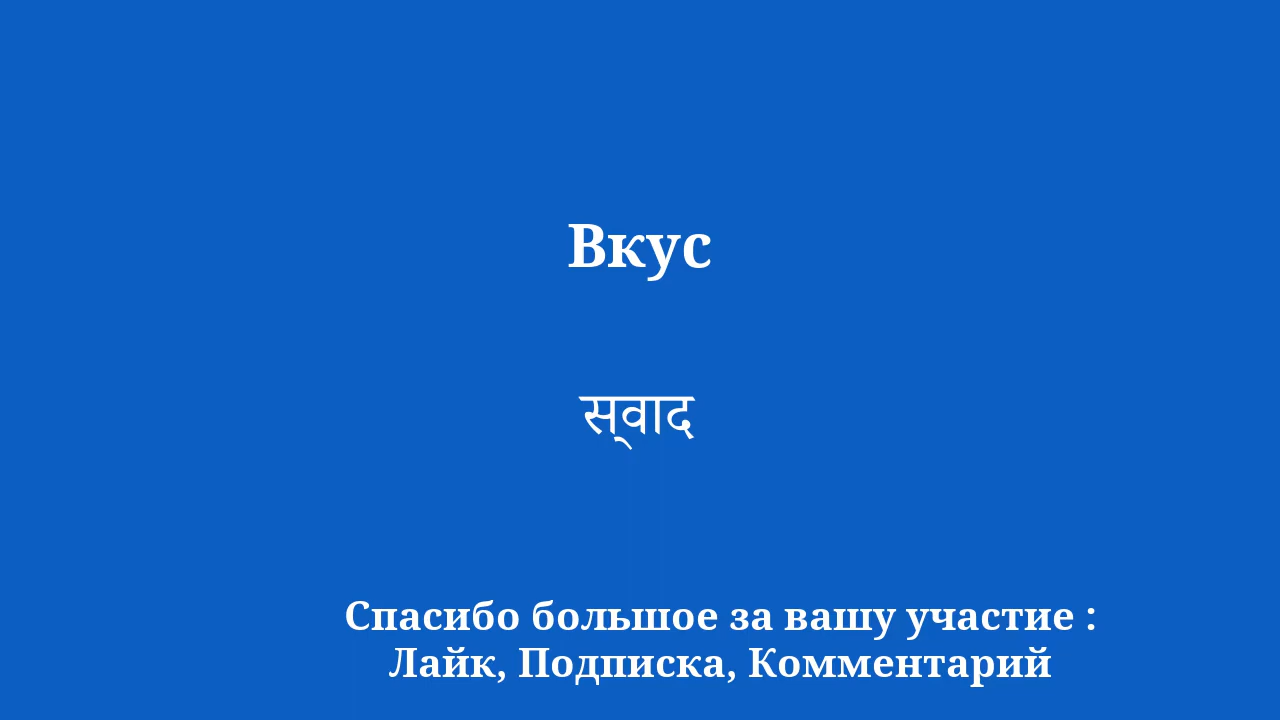 Вкус
स्वाद
Спасибо большое за вашу участие :
Лайк, Подписка, Комментарий